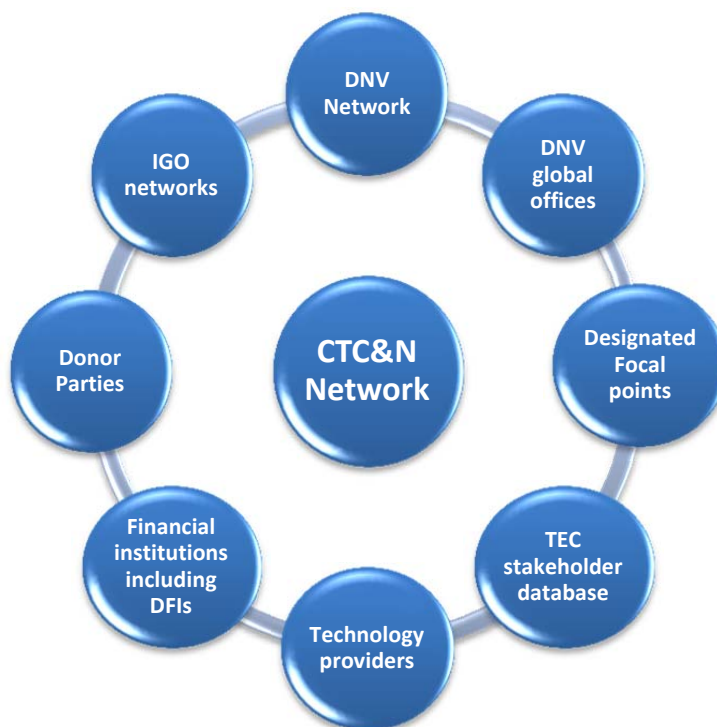 DNV
Network
DNV
global
offices
Designated
Focal
points
TEC
stakeholder
database
Technology
providers
Financial
institutions
including
DFIs
Donor
Parties
IGO
networks
CTC&N
Network